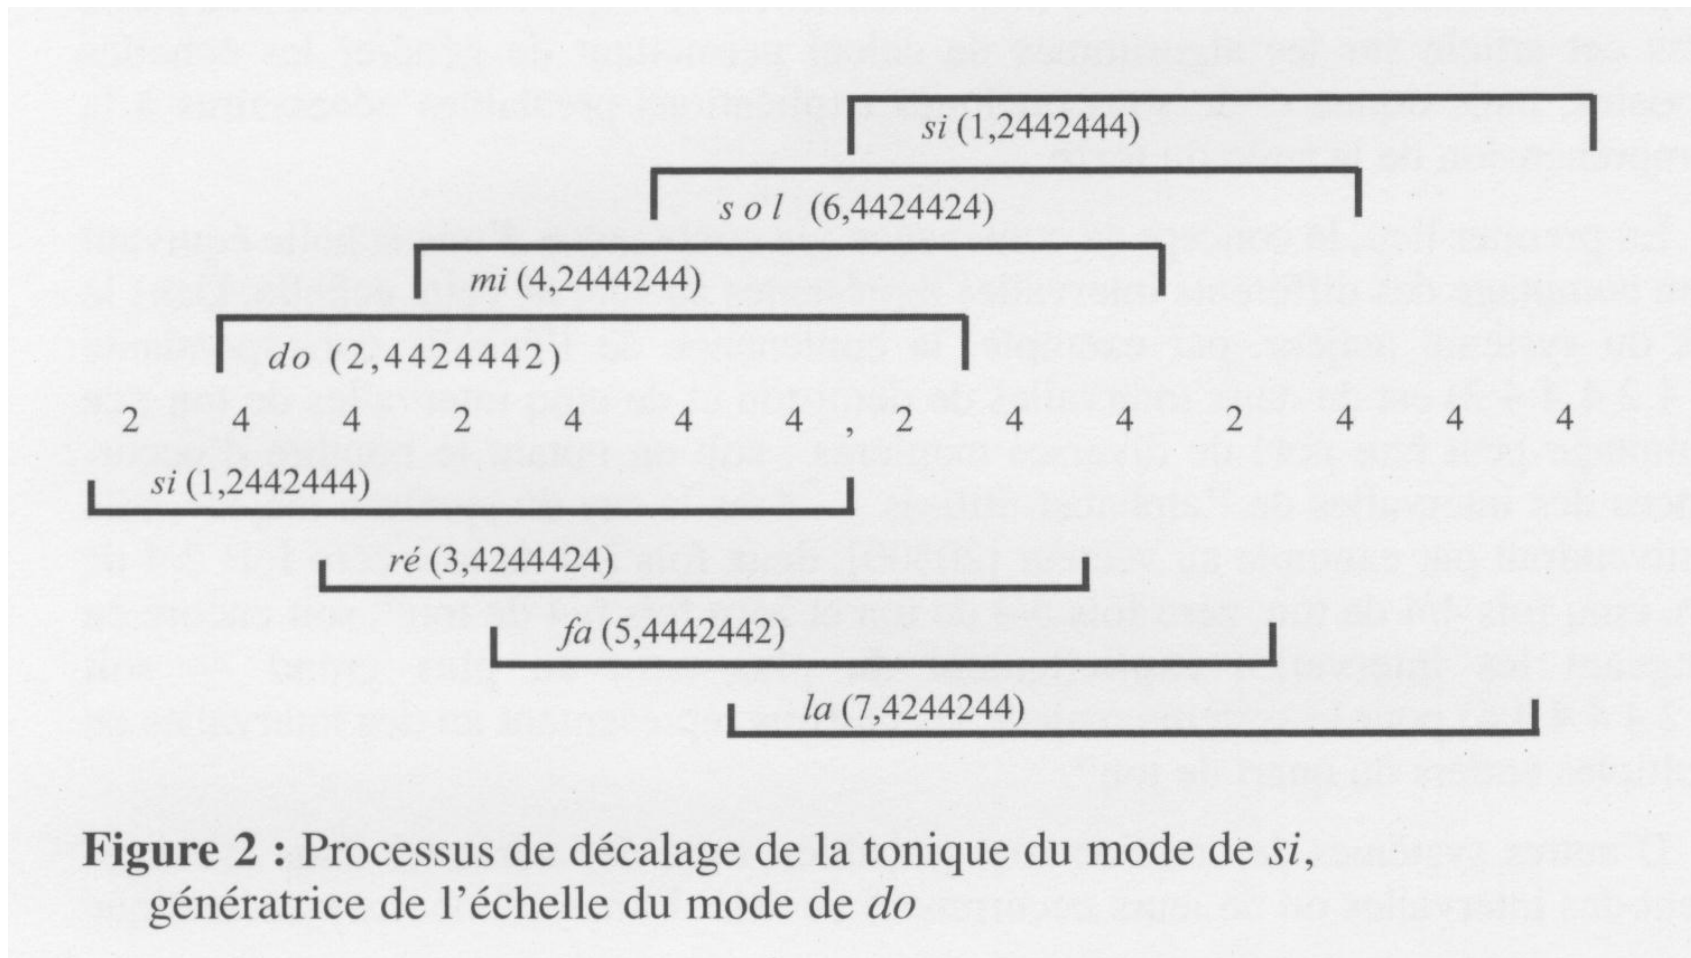 si (1,2442444)
s o l (6,4424424)
mi (4,2444244)
do (2,4424442)
2 4 4 2 4 4 4 , 2 4 4 2 4 4 4
si (1,2442444)
ré (3,4244424)
fa (5,4442442)
la (7,4244244)
Figure 2 : Processus de décalage de la tonique du mode de si,
génératrice de l'échelle du mode de do